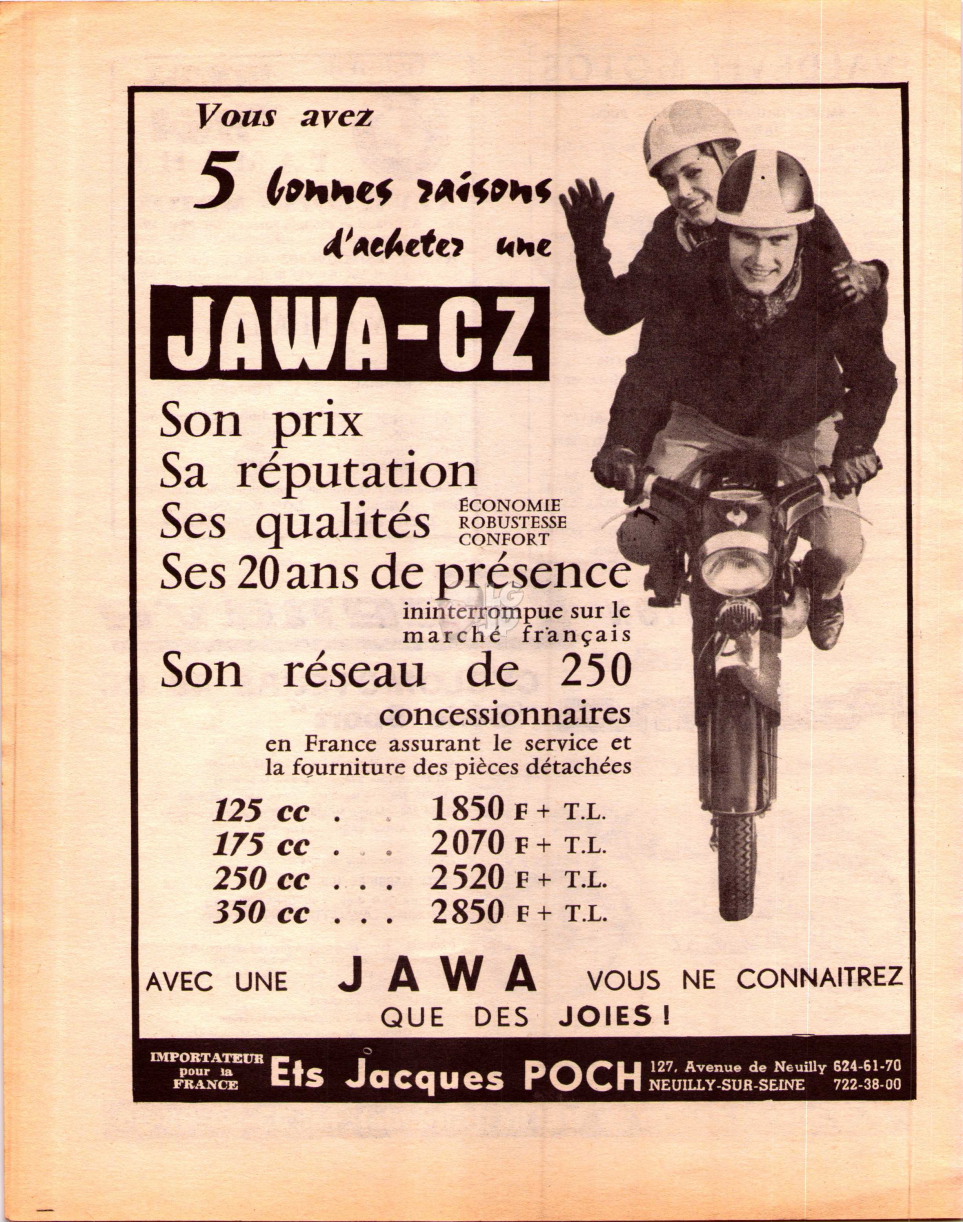 Vous avez
5 bonnes raisons
d'acheter une
JAWA-CZ
Son prix
Sa réputation
Ses qualités ÉCONOMIE
ROBUSTESSE
CONFORT
Ses 20 ans de présence
ininterrompue sur le
marché français
Son réseau de 250
concessionnaires
en France assurant le service et
la fourniture des pièces détachées
125 cc . . 1850 F + T.L.
175 cc . . . 2070 F + T.L.
250 cc . . . 2520 F + T.L.
350 cc . . . 2850 F + T.L.
AVEC UNE JAWA VOUS NE CONNAITREZ
QUE DES JOIES !
IMPORTATEUR
pour la
FRANCE
Ets Jacques POCH
127, Avenue de Neuilly 624-61-70
NEUILLY-SUR-SEINE 722-38-00